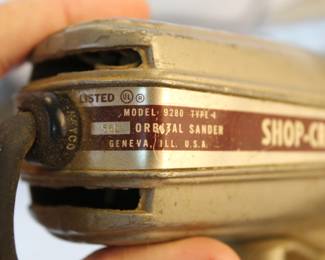 LISTED UL ®
MODEL 9280 TYPE 4
ORBITAL SANDER
GENEVA, ILL. U.S.A.
SHOP-CR